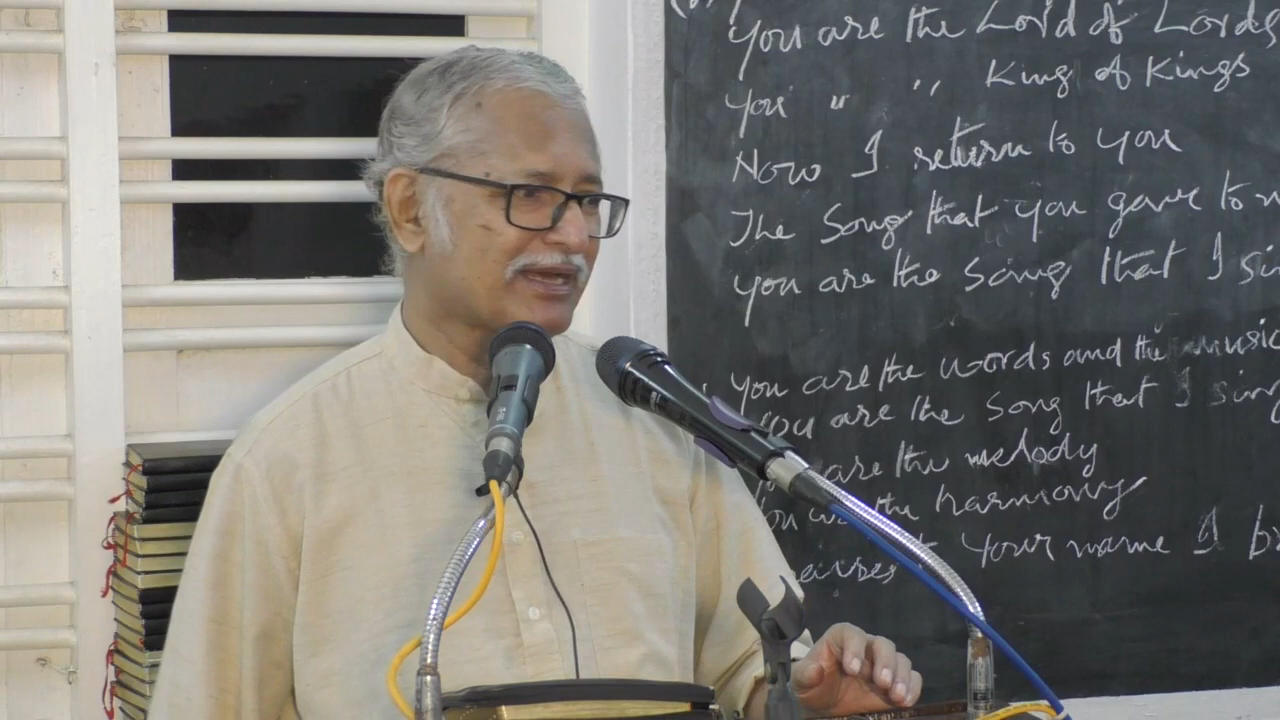 You are the Lord of Lords
You " " King of Kings
Now I return to you
The Song that you gave to
you are the song that I
you are the words and the music
You are the song that I sing
are the melody
the harmony
Your name I